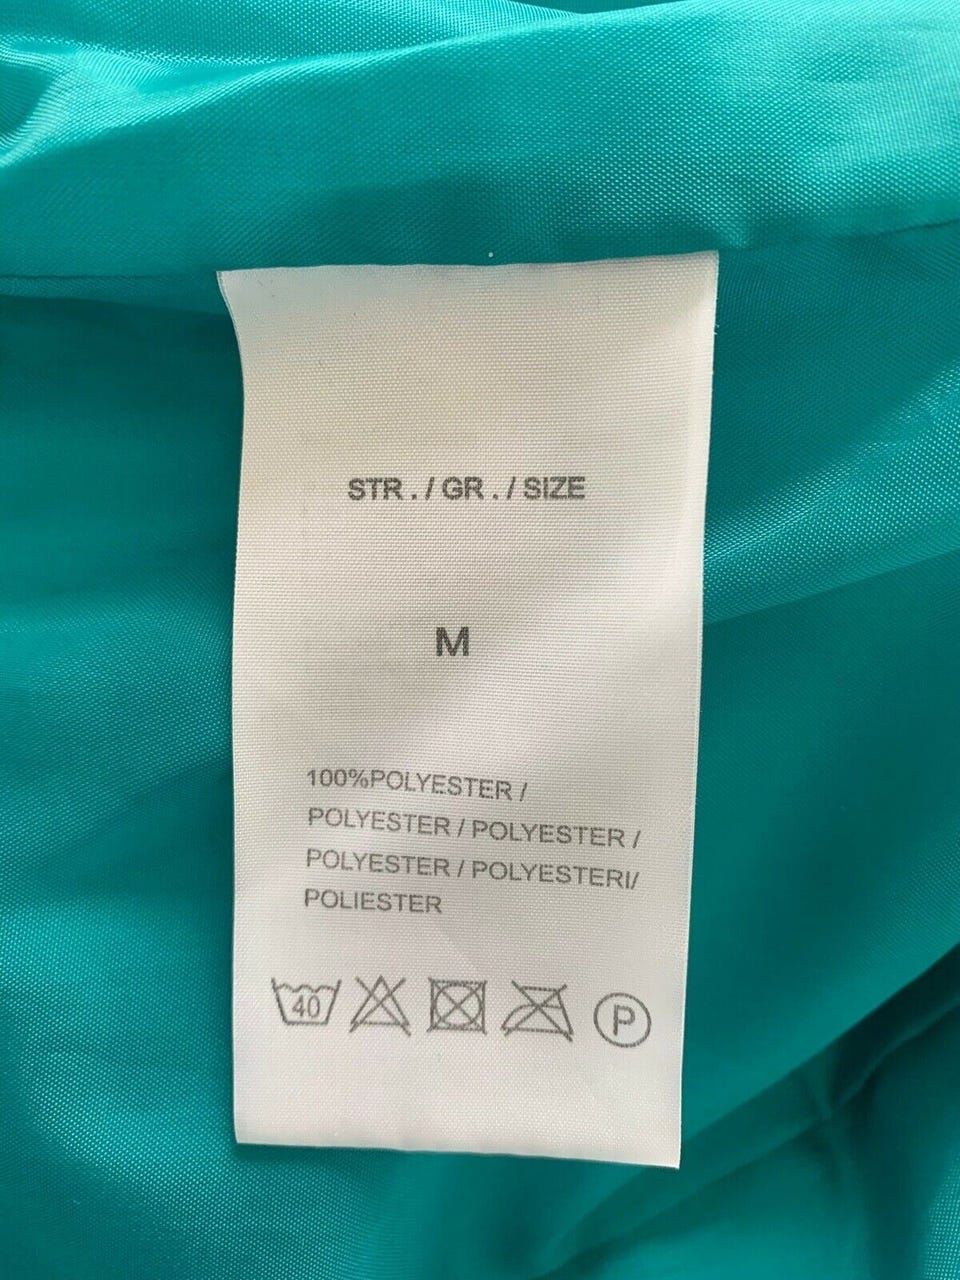 STR./GR./SIZE
M
100%POLYESTER /
POLYESTER / POLYESTER /
POLYESTER / POLYESTERI/
POLIESTER
40 P